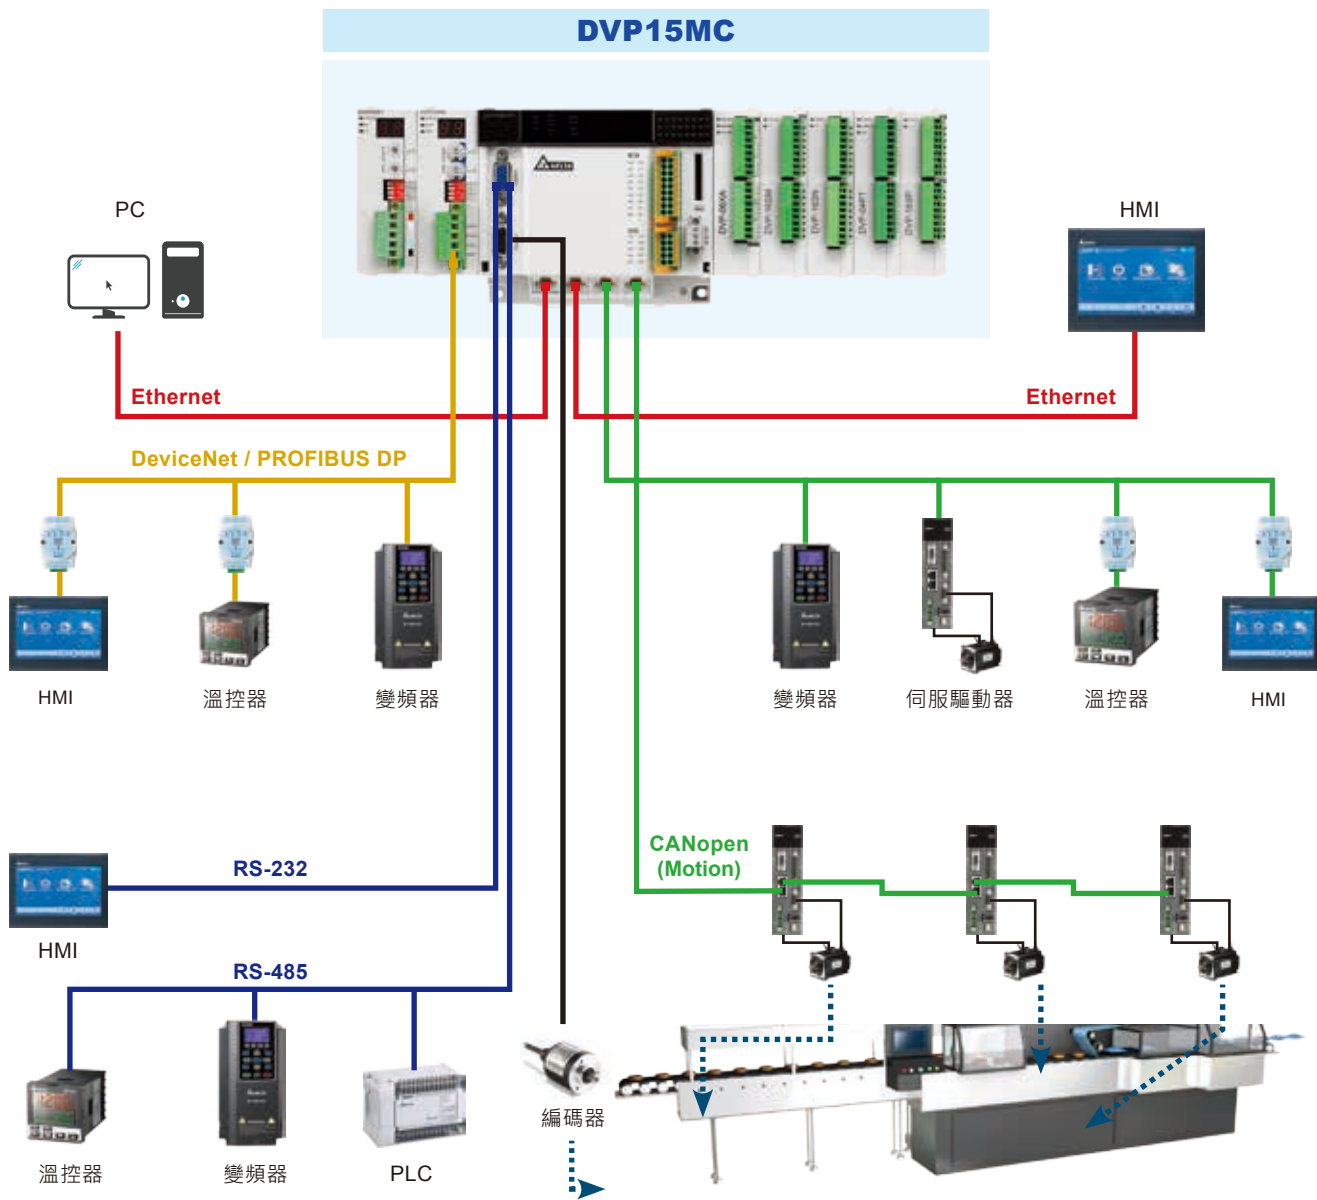 DVP15MC
PC
HMI
Ethernet
Ethernet
DeviceNet / PROFIBUS DP
HMI
溫控器
變頻器
變頻器
伺服驅動器
溫控器
HMI
RS-232
HMI
CANopen
(Motion)
RS-485
溫控器
變頻器
PLC
編碼器